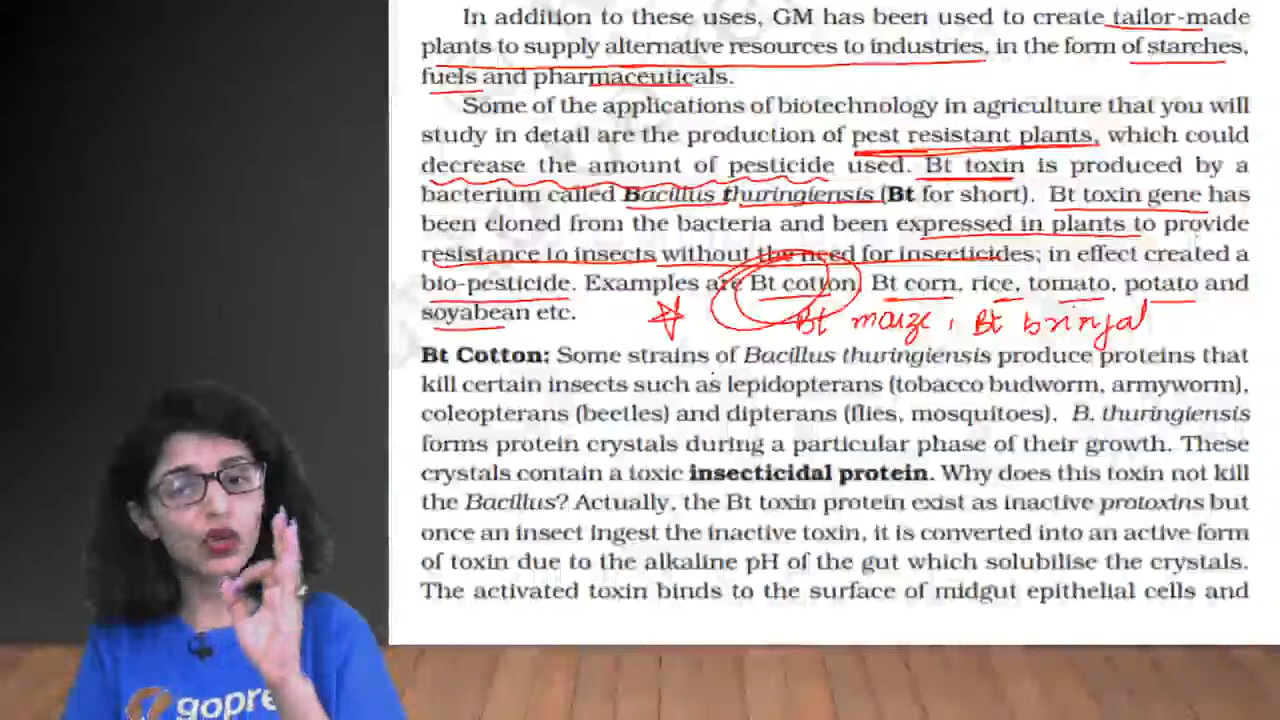 In addition to these uses, GM has been used to create tailor-made
plants to supply alternative resources to industries, in the form of starches,
fuels and pharmaceuticals.
Some of the applications of biotechnology in agriculture that you will
study in detail are the production of pest resistant plants, which could
decrease the amount of pesticide used. Bt toxin is produced by a
bacterium called Bacillus thuringiensis (Bt for short). Bt toxin gene has
been cloned from the bacteria and been expressed in plants to provide
resistance to insects without the need for insecticides; in effect created a
bio-pesticide. Examples are Bt cotton, Bt corn, rice, tomato, potato and
soyabean etc.
Bt maize, Bt brinjal
Bt Cotton: Some strains of Bacillus thuringiensis produce proteins that
kill certain insects such as lepidopterans (tobacco budworm, armyworm),
coleopterans (beetles) and dipterans (flies, mosquitoes). B. thuringiensis
forms protein crystals during a particular phase of their growth. These
crystals contain a toxic insecticidal protein. Why does this toxin not kill
the Bacillus? Actually, the Bt toxin protein exist as inactive protoxins but
once an insect ingest the inactive toxin, it is converted into an active form
of toxin due to the alkaline pH of the gut which solubilise the crystals.
The activated toxin binds to the surface of midgut epithelial cells and
gopre